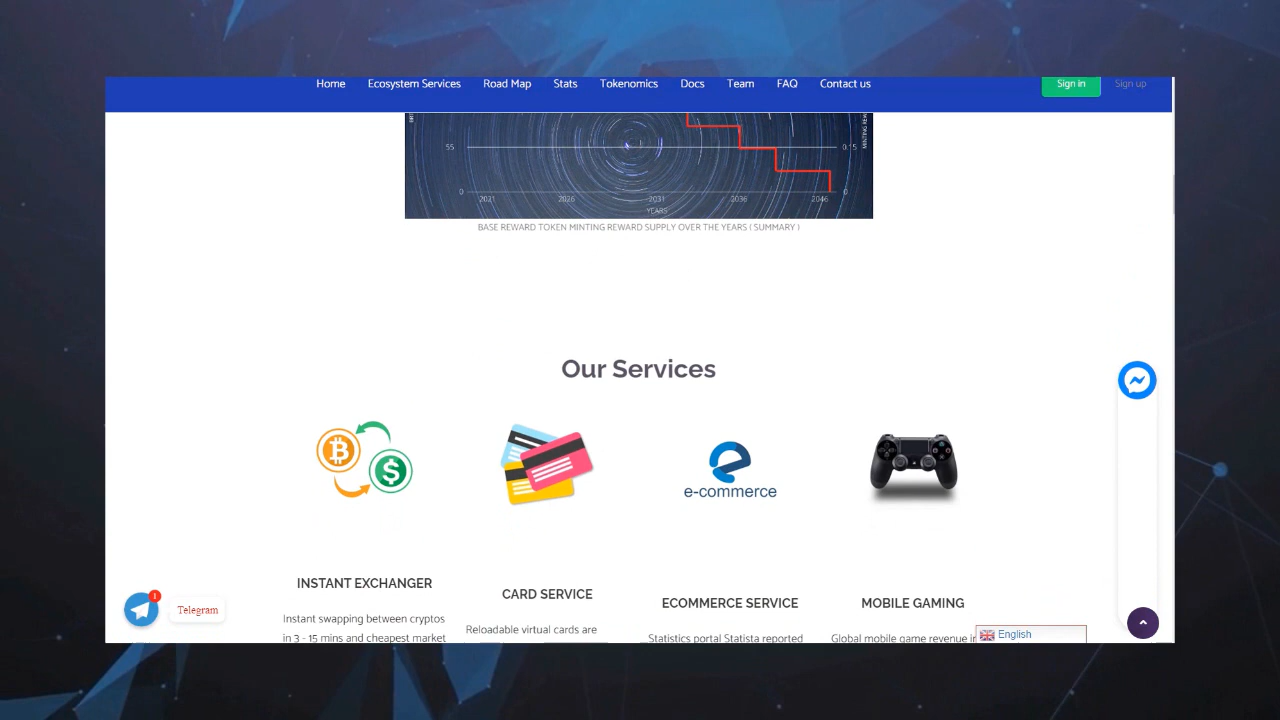 Home Ecosystem Services Road Map Stats Tokenomics Docs Team FAQ Contact us Sign in Sign up
55 0.15
0 0
2021 2026 2031 2036 2046
YEARS
BASE REWARD TOKEN MINTING REWARD SUPPLY OVER THE YEARS ( SUMMARY )
Our Services
e-commerce
INSTANT EXCHANGER
Instant swapping between cryptos
in 3 - 15 mins and cheapest market
CARD SERVICE
Reloadable virtual cards are
ECOMMERCE SERVICE
Statistics portal Statista reported
MOBILE GAMING
Global mobile game revenue in
1
Telegram
English